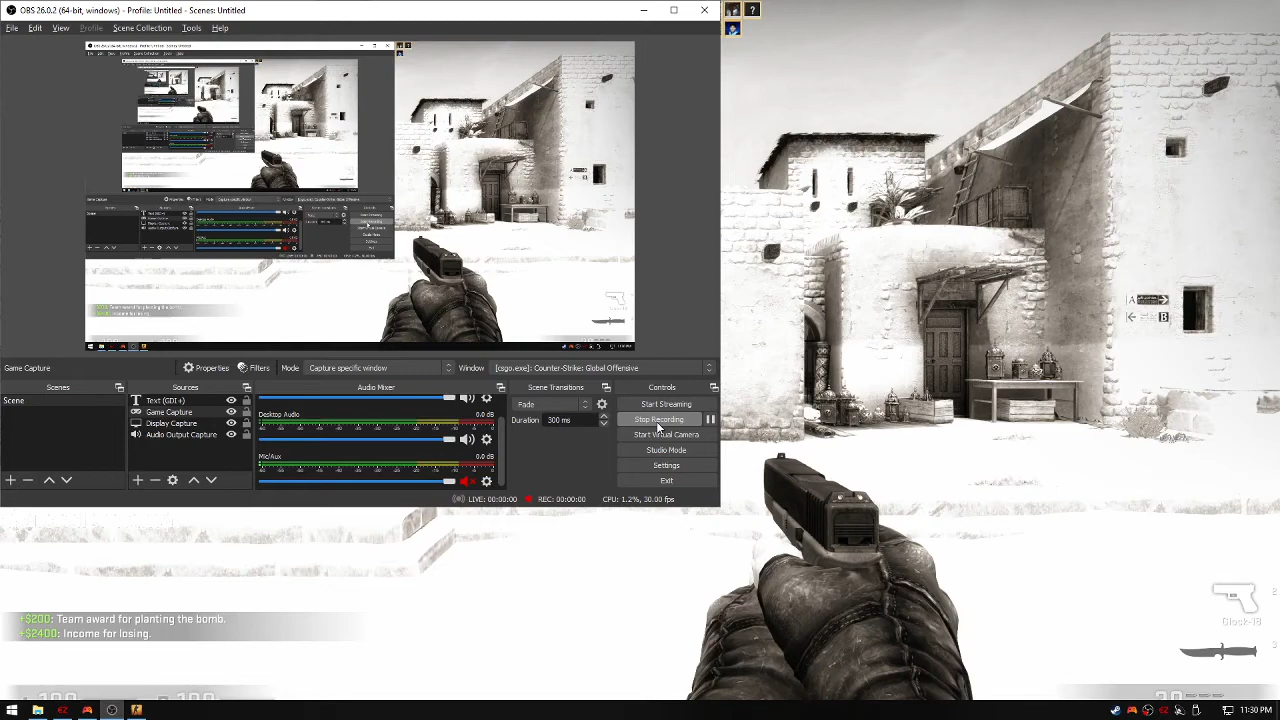 OBS 26.0.2 (64-bit, windows) - Profile: Untitled - Scenes: Untitled
File Edit View Profile Scene Collection Tools Help
Game Capture
Properties Filters Mode Capture specific window Window [csgo.exe]: Counter-Strike: Global Offensive
Scenes Sources Audio Mixer Scene Transitions Controls
Scene
Text (GDI+)
Game Capture
Display Capture
Audio Output Capture
Desktop Audio 0.0 dB
Mic/Aux 0.0 dB
Fade
Duration 300 ms
Start Streaming
Stop Recording
Start Virtual Camera
Studio Mode
Settings
Exit
LIVE: 00:00:00 REC: 00:00:00 CPU: 1.2%, 30.00 fps
+$200: Team award for planting the bomb.
+$2400: Income for losing.
A
B
?
2
Glock-18
3
EZ
EZ
11:30 PM